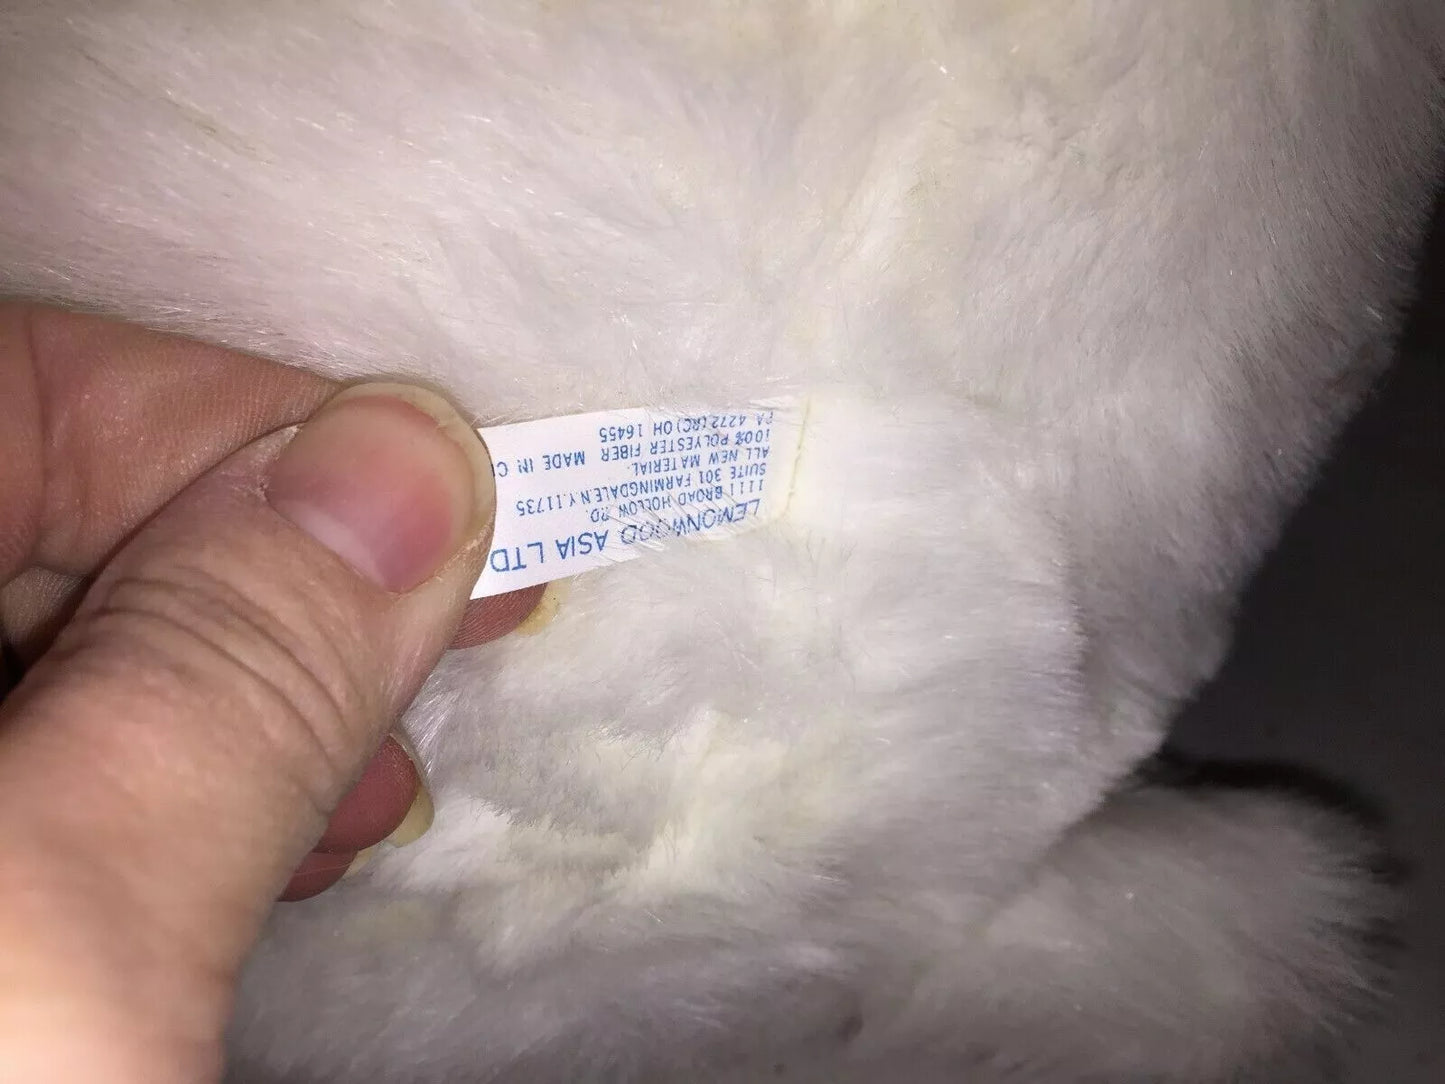 LEMONWOOD ASIA LTD
1111 BROAD HOLLOW RD.
SUITE 301 FARMINGDALE N.Y.11735
ALL NEW MATERIAL.
100% POLYESTER FIBER MADE IN
PA 4272(RC)OH 16455